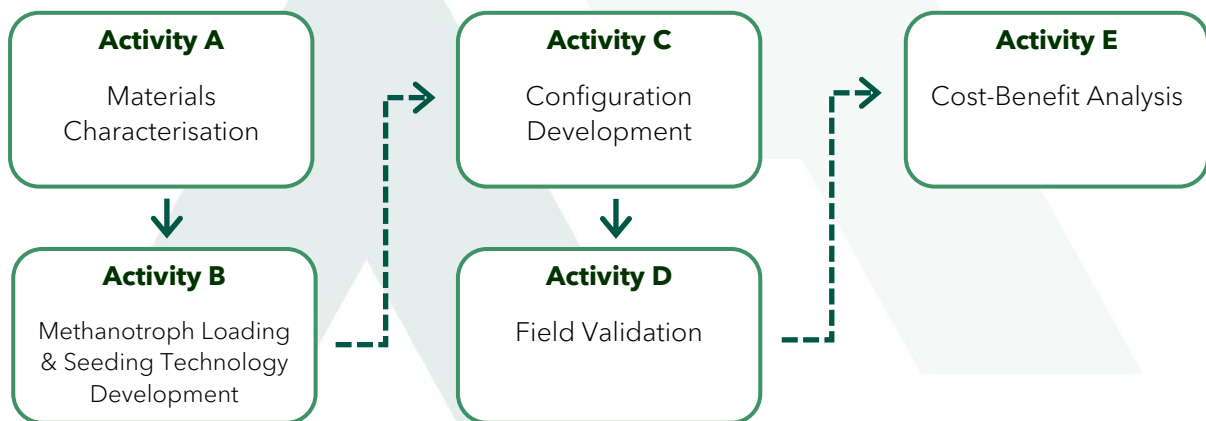 Activity A
Materials
Characterisation
Activity B
Methanotroph Loading
& Seeding Technology
Development
Activity C
Configuration
Development
Activity D
Field Validation
Activity E
Cost-Benefit Analysis